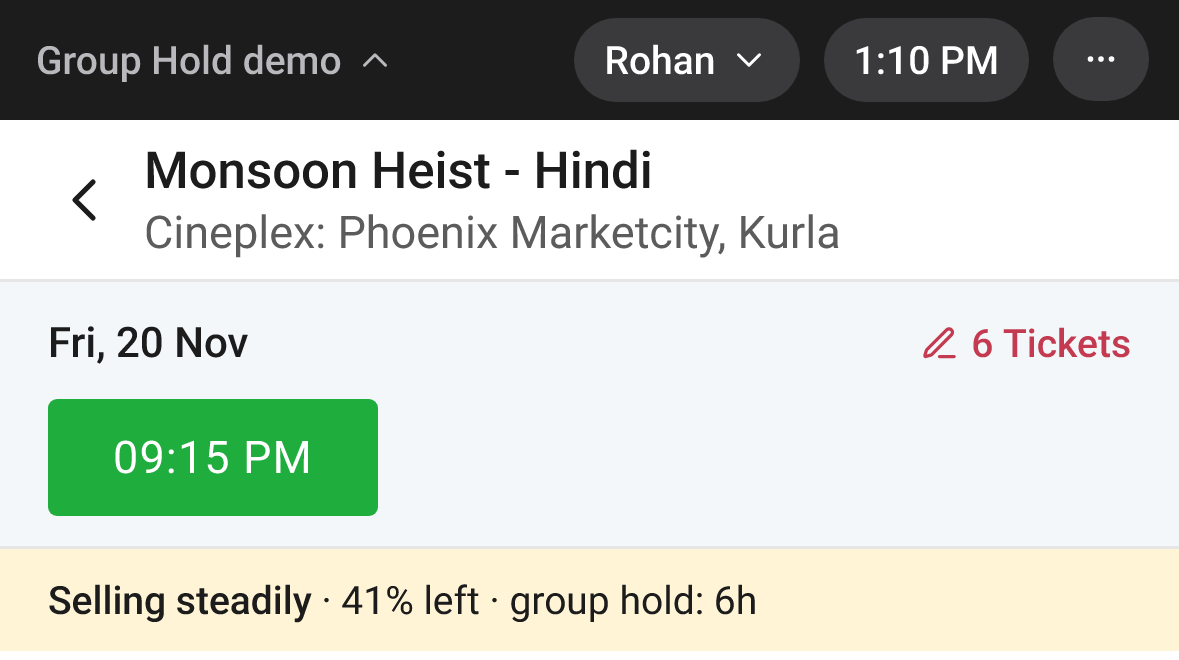 Group Hold demo Rohan 1:10 PM ...
Monsoon Heist - Hindi
Cineplex: Phoenix Marketcity, Kurla
Fri, 20 Nov 6 Tickets
09:15 PM
Selling steadily · 41% left · group hold: 6h